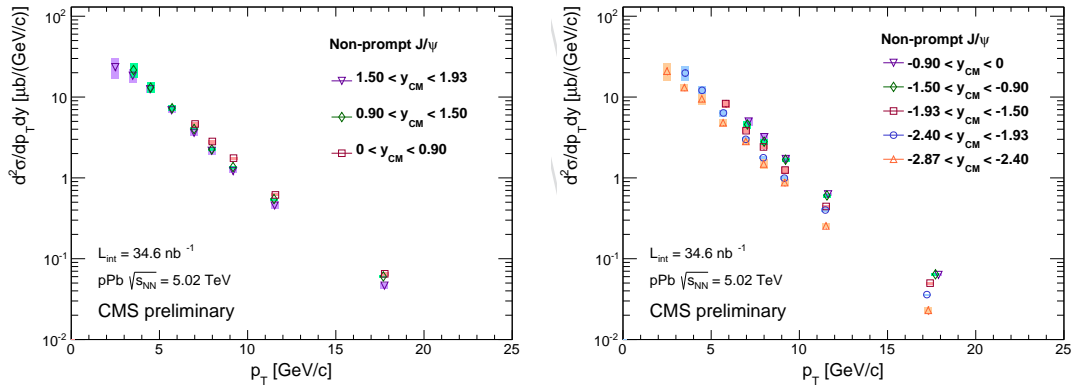 d²σ/dp_T dy [μb/(GeV/c)]
10²
10
1
10⁻¹
10⁻²
Non-prompt J/ψ
1.50 < y_CM < 1.93
0.90 < y_CM < 1.50
0 < y_CM < 0.90
L_int = 34.6 nb⁻¹
pPb √s_NN = 5.02 TeV
CMS preliminary
0 5 10 15 20 25
p_T [GeV/c]
d²σ/dp_T dy [μb/(GeV/c)]
10²
10
1
10⁻¹
10⁻²
Non-prompt J/ψ
-0.90 < y_CM < 0
-1.50 < y_CM < -0.90
-1.93 < y_CM < -1.50
-2.40 < y_CM < -1.93
-2.87 < y_CM < -2.40
L_int = 34.6 nb⁻¹
pPb √s_NN = 5.02 TeV
CMS preliminary
0 5 10 15 20 25
p_T [GeV/c]